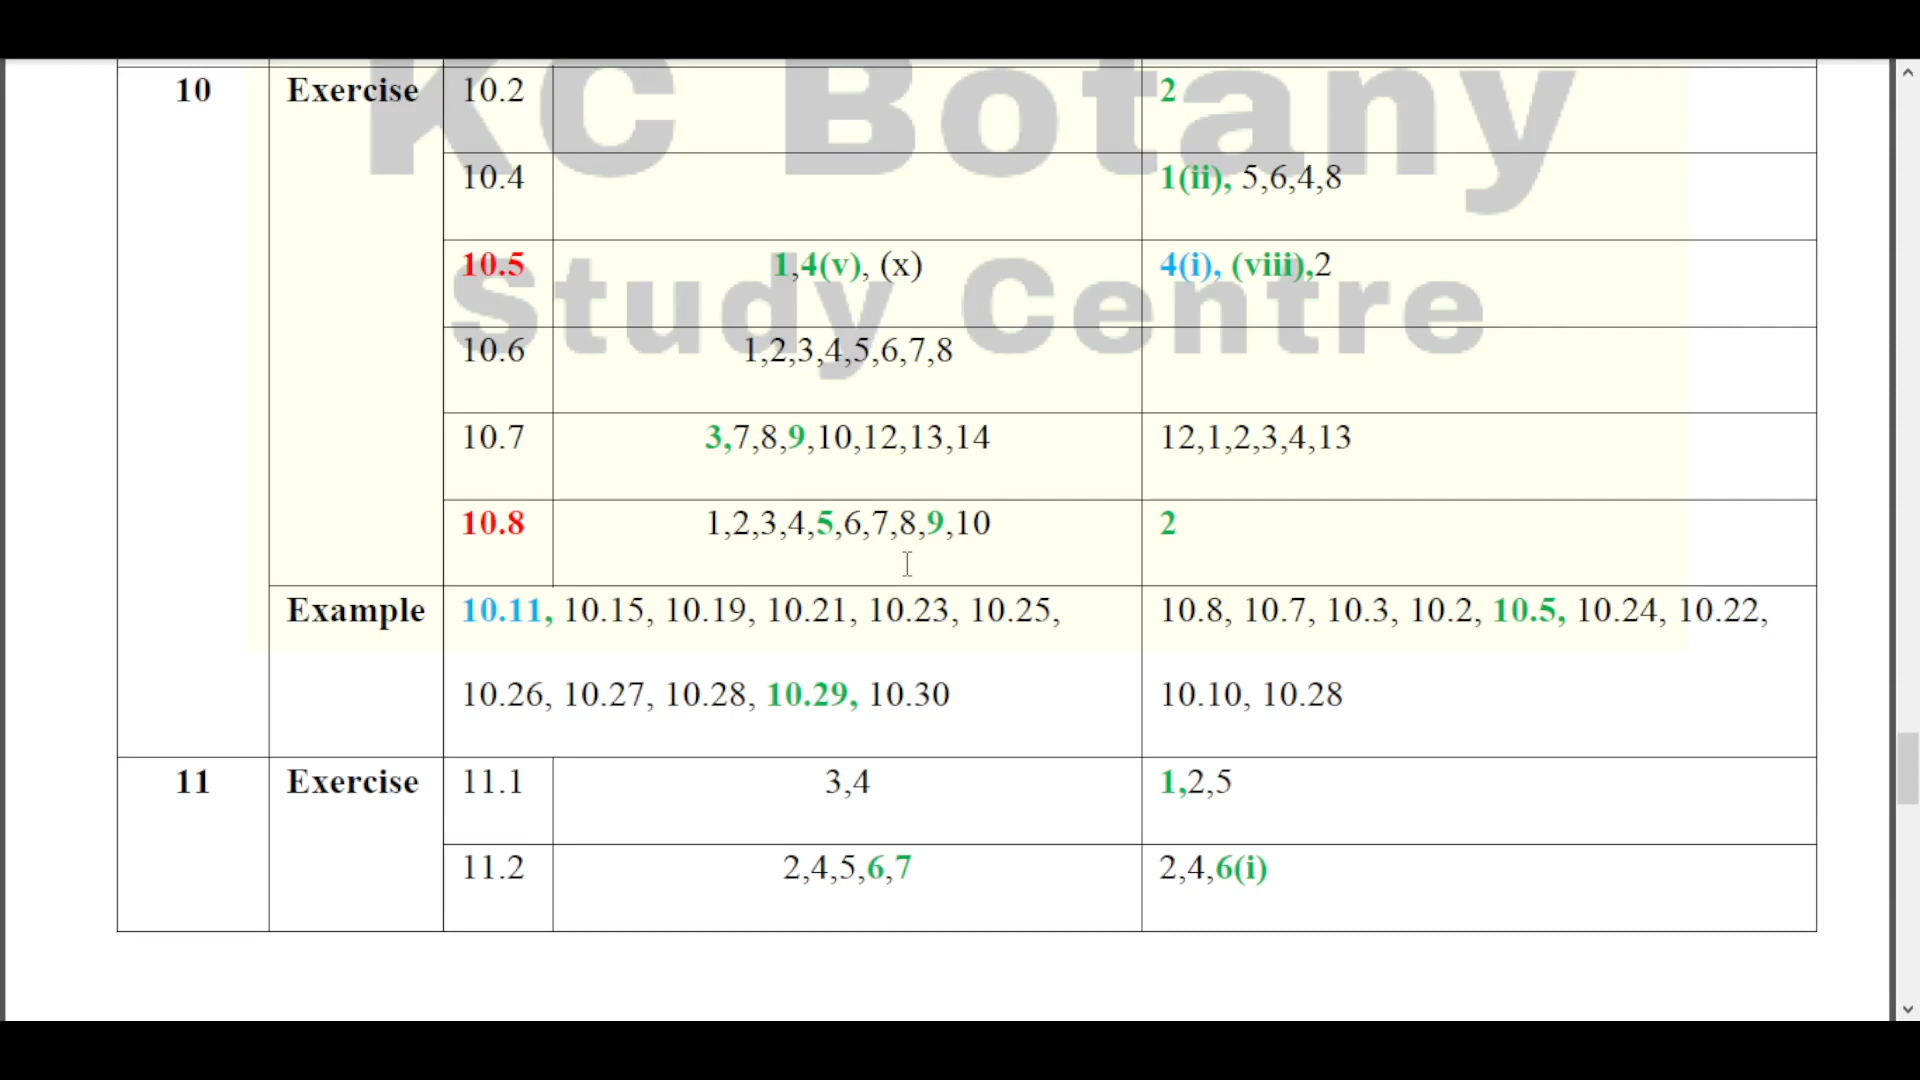 KC Botany
Study Centre
10 Exercise 10.2 2
10.4 1(ii), 5,6,4,8
10.5 1,4(v), (x) 4(i), (viii),2
10.6 1,2,3,4,5,6,7,8
10.7 3,7,8,9,10,12,13,14 12,1,2,3,4,13
10.8 1,2,3,4,5,6,7,8,9,10 2
Example 10.11, 10.15, 10.19, 10.21, 10.23, 10.25, 10.8, 10.7, 10.3, 10.2, 10.5, 10.24, 10.22,
10.26, 10.27, 10.28, 10.29, 10.30 10.10, 10.28
11 Exercise 11.1 3,4 1,2,5
11.2 2,4,5,6,7 2,4,6(i)